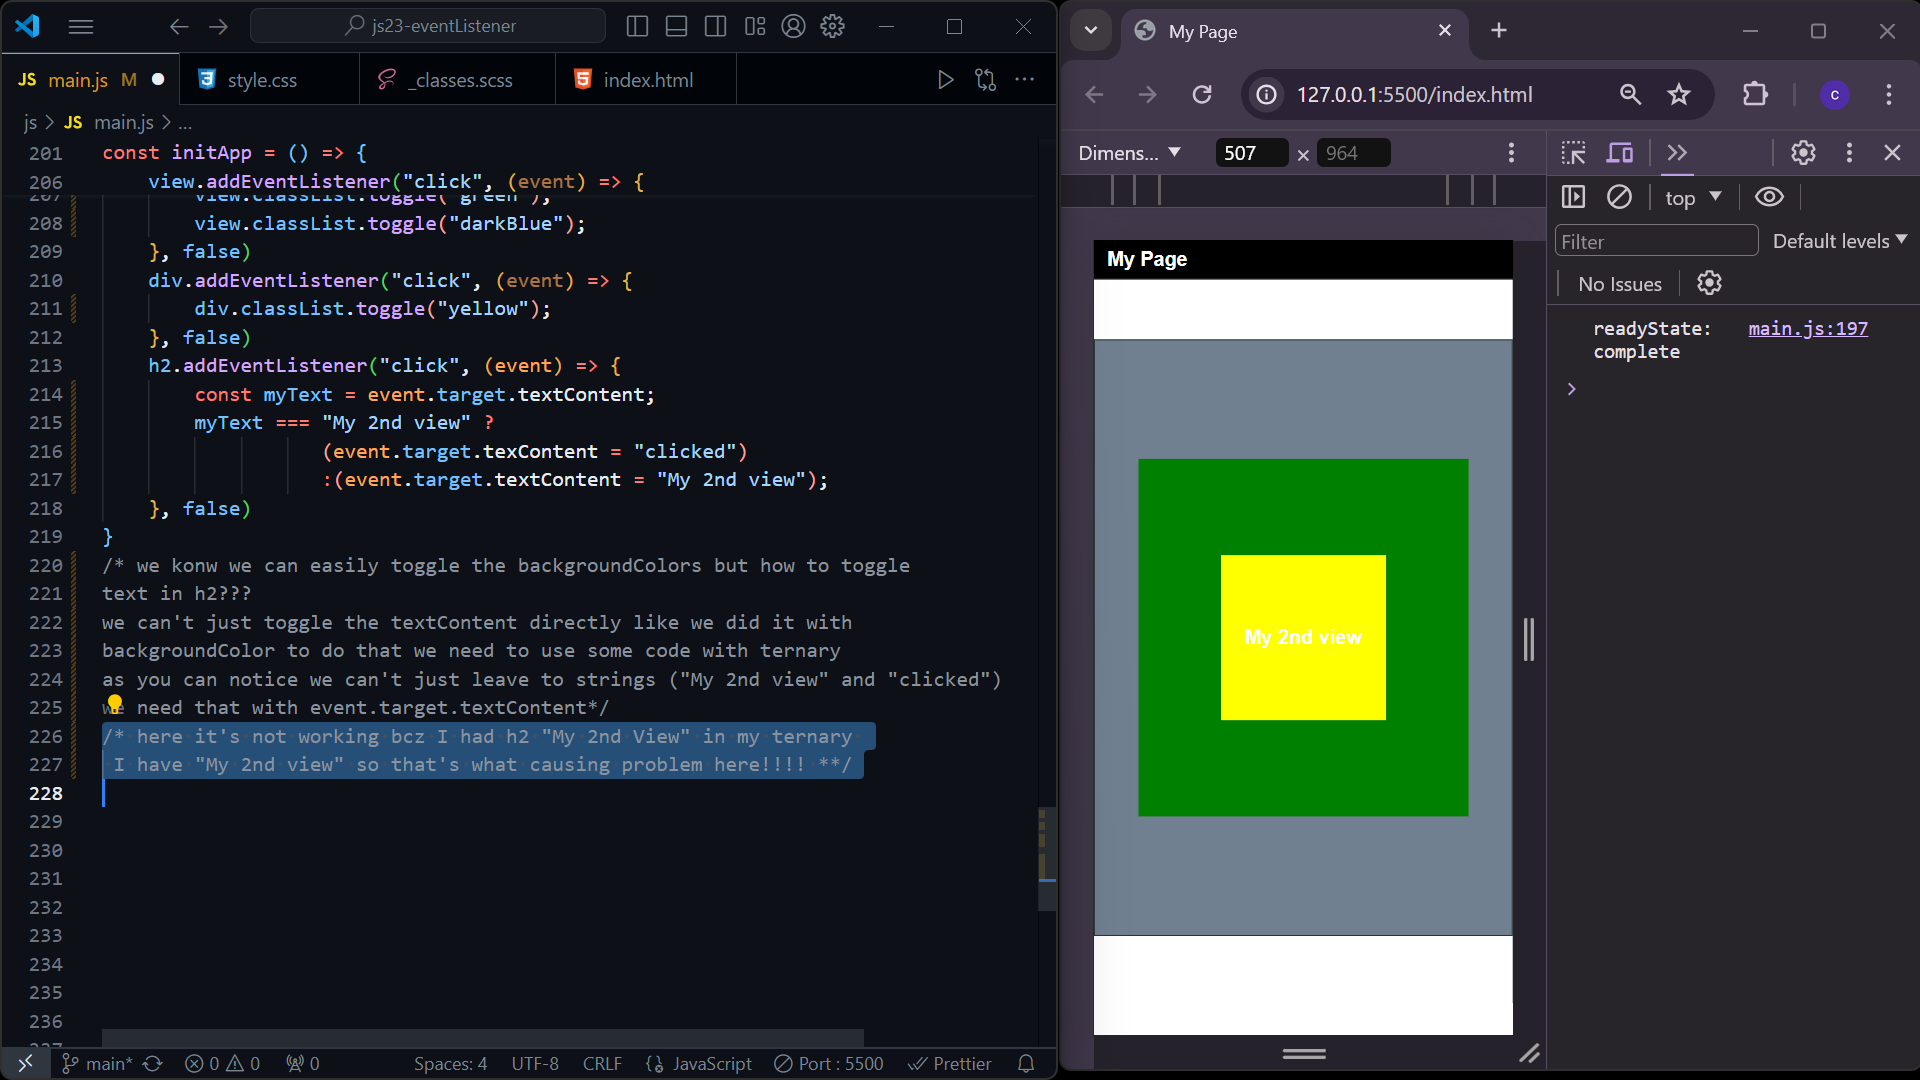 js23-eventListener
JS main.js M
style.css
_classes.scss
index.html
js > JS main.js > ...
201 const initApp = () => {
206 view.addEventListener("click", (event) => {
207 view.classList.toggle("green");
208 view.classList.toggle("darkBlue");
209 }, false)
210 div.addEventListener("click", (event) => {
211 div.classList.toggle("yellow");
212 }, false)
213 h2.addEventListener("click", (event) => {
214 const myText = event.target.textContent;
215 myText === "My 2nd view" ?
216 (event.target.texContent = "clicked")
217 :(event.target.textContent = "My 2nd view");
218 }, false)
219 }
220 /* we konw we can easily toggle the backgroundColors but how to toggle
221 text in h2???
222 we can't just toggle the textContent directly like we did it with
223 backgroundColor to do that we need to use some code with ternary
224 as you can notice we can't just leave to strings ("My 2nd view" and "clicked")
225 we need that with event.target.textContent*/
226 /* here it's not working bcz I had h2 "My 2nd View" in my ternary
227 I have "My 2nd view" so that's what causing problem here!!!! **/
228
229
230
231
232
233
234
235
236
main* 0 0 0 Spaces: 4 UTF-8 CRLF {} JavaScript Port : 5500 Prettier
My Page
127.0.0.1:5500/index.html
c
Dimens... 507 × 964
top
Filter
Default levels
No Issues
readyState: main.js:197
complete
My Page
My 2nd view